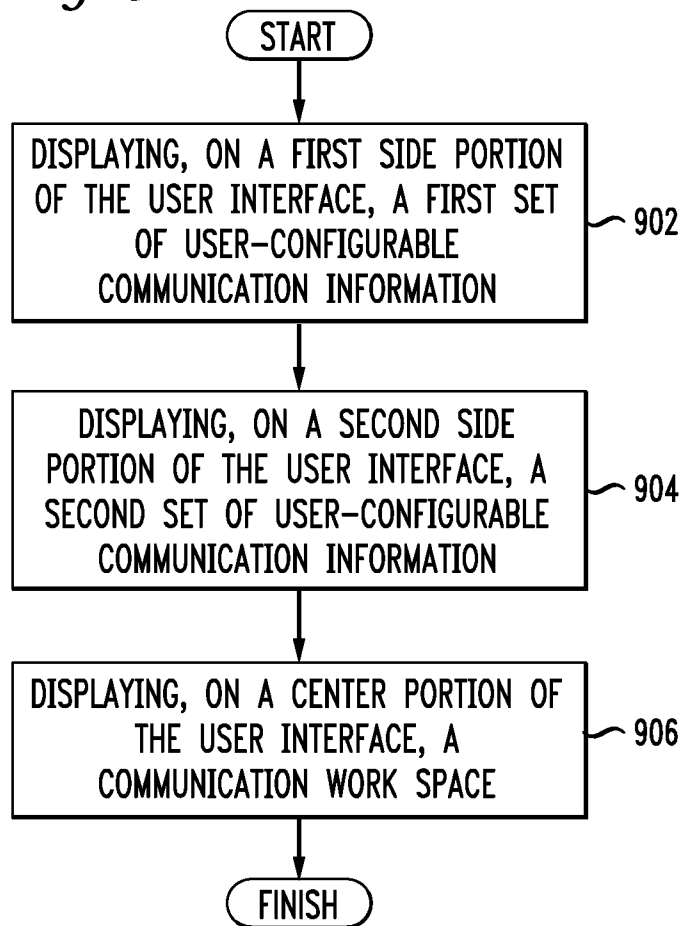 START
DISPLAYING, ON A FIRST SIDE PORTION
OF THE USER INTERFACE, A FIRST SET
OF USER-CONFIGURABLE
COMMUNICATION INFORMATION
902
DISPLAYING, ON A SECOND SIDE
PORTION OF THE USER INTERFACE, A
SECOND SET OF USER-CONFIGURABLE
COMMUNICATION INFORMATION
904
DISPLAYING, ON A CENTER PORTION OF
THE USER INTERFACE, A
COMMUNICATION WORK SPACE
906
FINISH